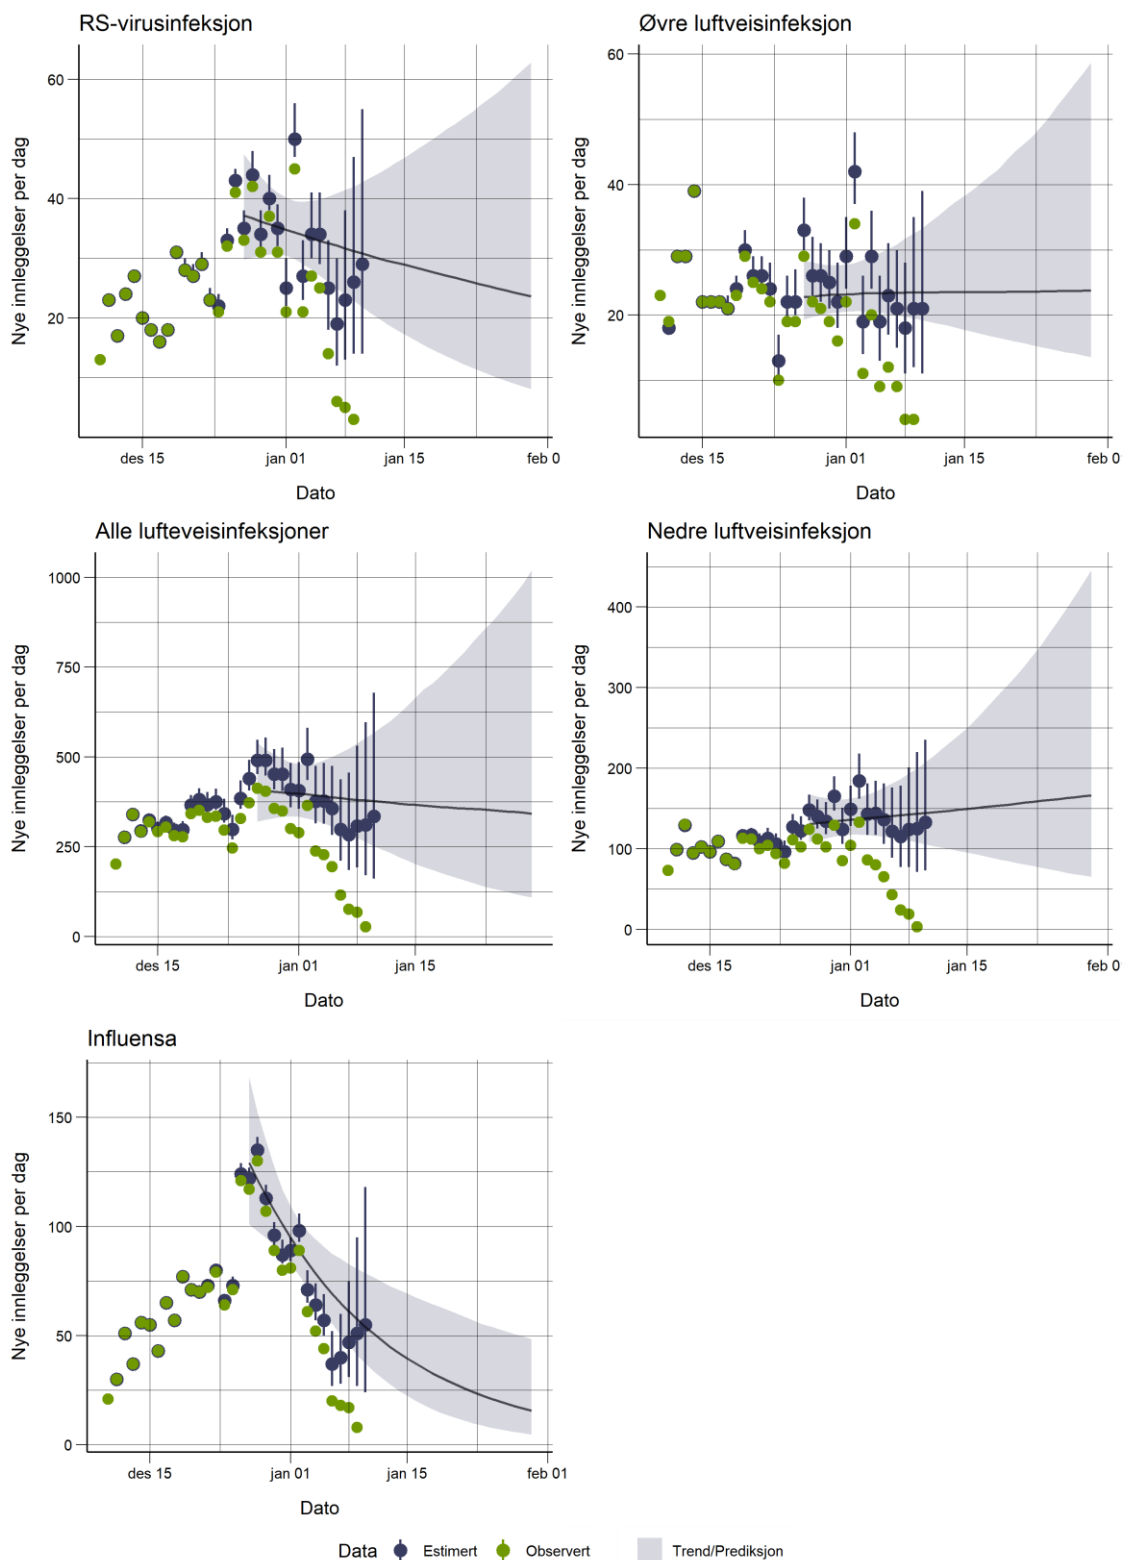 RS-virusinfeksjon
Nye innleggelser per dag
60
40
20
des 15
jan 01
jan 15
feb 0
Dato
Øvre luftveisinfeksjon
Nye innleggelser per dag
60
40
20
des 15
jan 01
jan 15
feb 01
Dato
Alle lufteveisinfeksjoner
Nye innleggelser per dag
1000
750
500
250
0
des 15
jan 01
jan 15
Dato
Nedre luftveisinfeksjon
Nye innleggelser per dag
400
300
200
100
0
des 15
jan 01
jan 15
feb 0
Dato
Influensa
Nye innleggelser per dag
150
100
50
0
des 15
jan 01
jan 15
feb 01
Dato
Data Estimert Observert Trend/Prediksjon